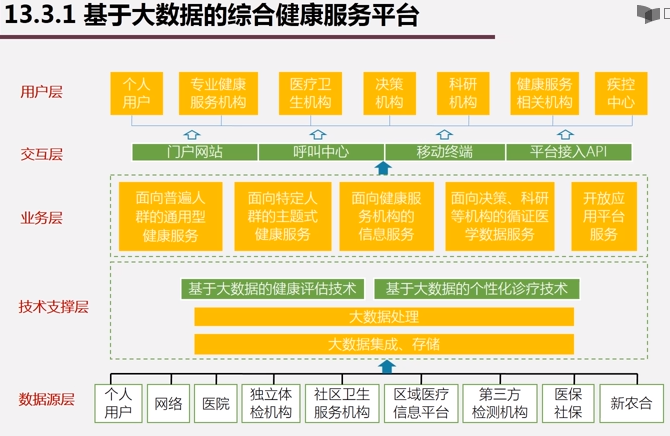 13.3.1 基于大数据的综合健康服务平台
用户层
个人
用户
专业健康
服务机构
医疗卫
生机构
决策
机构
科研
机构
健康服务
相关机构
疾控
中心
交互层
门户网站
呼叫中心
移动终端
平台接入API
业务层
面向普遍人
群的通用型
健康服务
面向特定人
群的主题式
健康服务
面向健康服
务机构的
信息服务
面向决策、科研
等机构的循证医
学数据服务
开放应
用平台
服务
技术支撑层
基于大数据的健康评估技术
基于大数据的个性化诊疗技术
大数据处理
大数据集成、存储
数据源层
个人
用户
网络
医院
独立体
检机构
社区卫生
服务机构
区域医疗
信息平台
第三方
检测机构
医保
社保
新农合